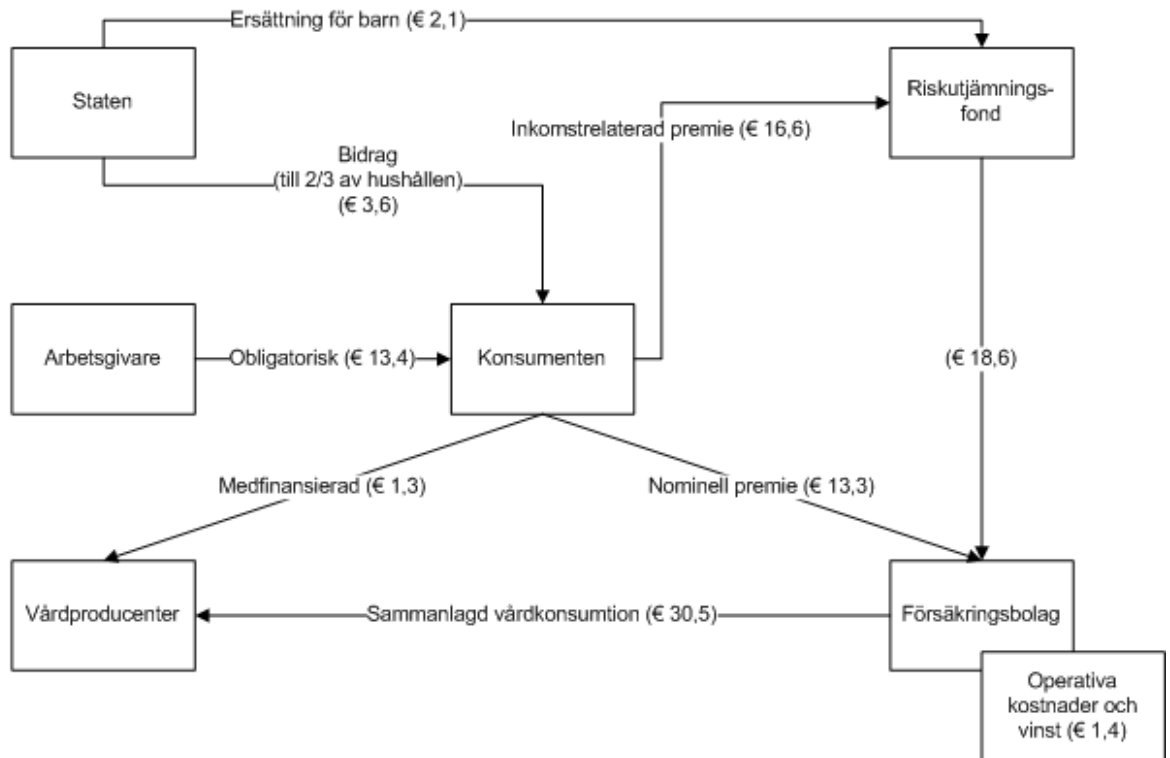 Ersättning för barn (€ 2,1)
Staten
Riskutjämnings-
fond
Inkomstrelaterad premie (€ 16,6)
Bidrag
(till 2/3 av hushållen)
(€ 3,6)
Arbetsgivare
Obligatorisk (€ 13,4)
Konsumenten
(€ 18,6)
Medfinansierad (€ 1,3)
Nominell premie (€ 13,3)
Vårdproducenter
Sammanlagd vårdkonsumtion (€ 30,5)
Försäkringsbolag
Operativa
kostnader och
vinst (€ 1,4)